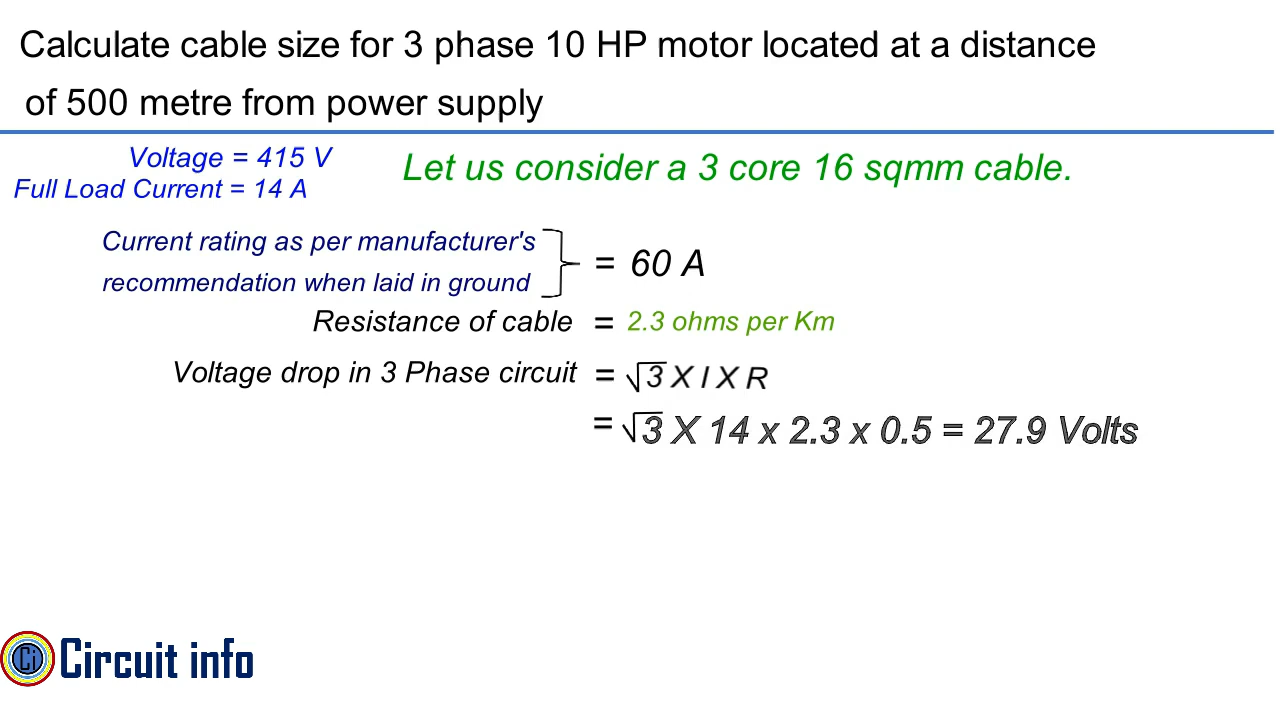 Calculate cable size for 3 phase 10 HP motor located at a distance
of 500 metre from power supply
Voltage = 415 V
Full Load Current = 14 A
Let us consider a 3 core 16 sqmm cable.
Current rating as per manufacturer's
recommendation when laid in ground
= 60 A
Resistance of cable = 2.3 ohms per Km
Voltage drop in 3 Phase circuit = √3 X I X R
= √3 X 14 x 2.3 x 0.5 = 27.9 Volts
Ci Circuit info